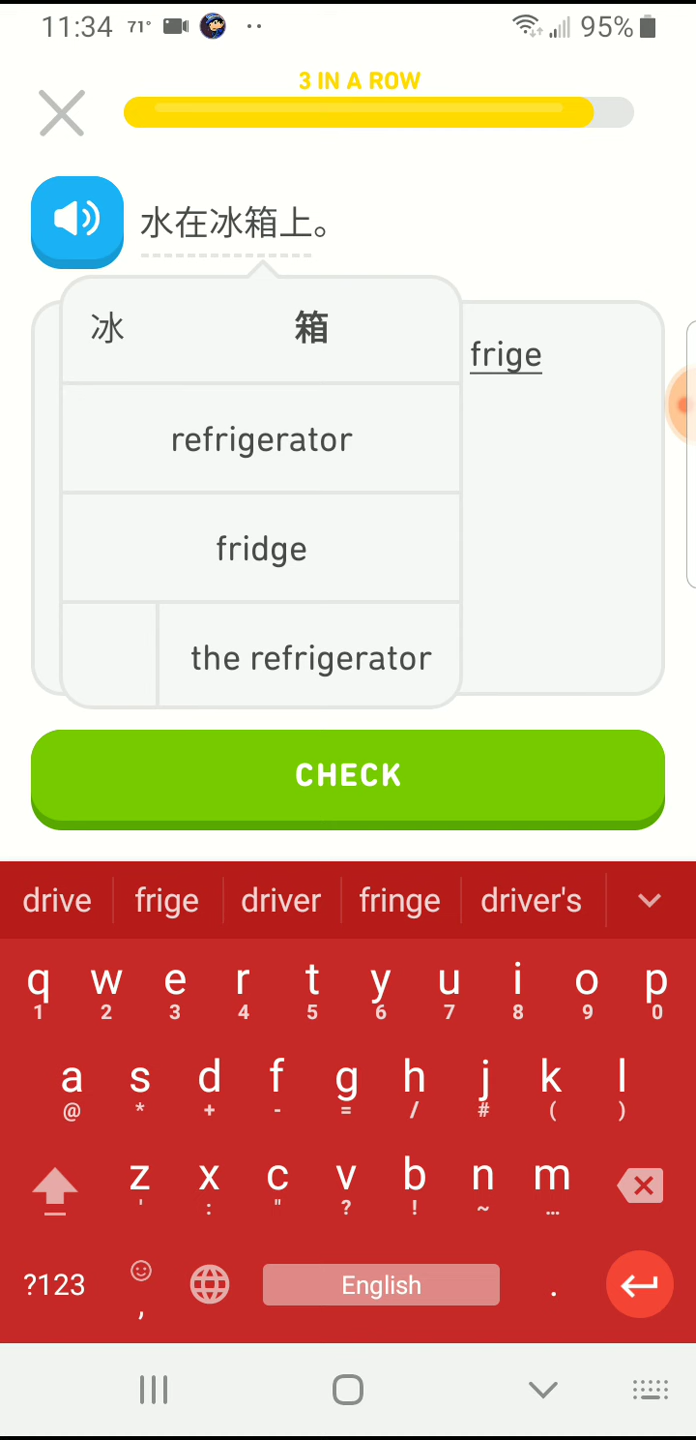 11:34 71° 95%
3 IN A ROW
水在冰箱上。
冰 箱
frige
refrigerator
fridge
the refrigerator
CHECK
drive frige driver fringe driver's
q w e r t y u i o p
1 2 3 4 5 6 7 8 9 0
a s d f g h j k l
@ * + - = / # ( )
z x c v b n m
' : " ? ! ~ …
?123 , English .